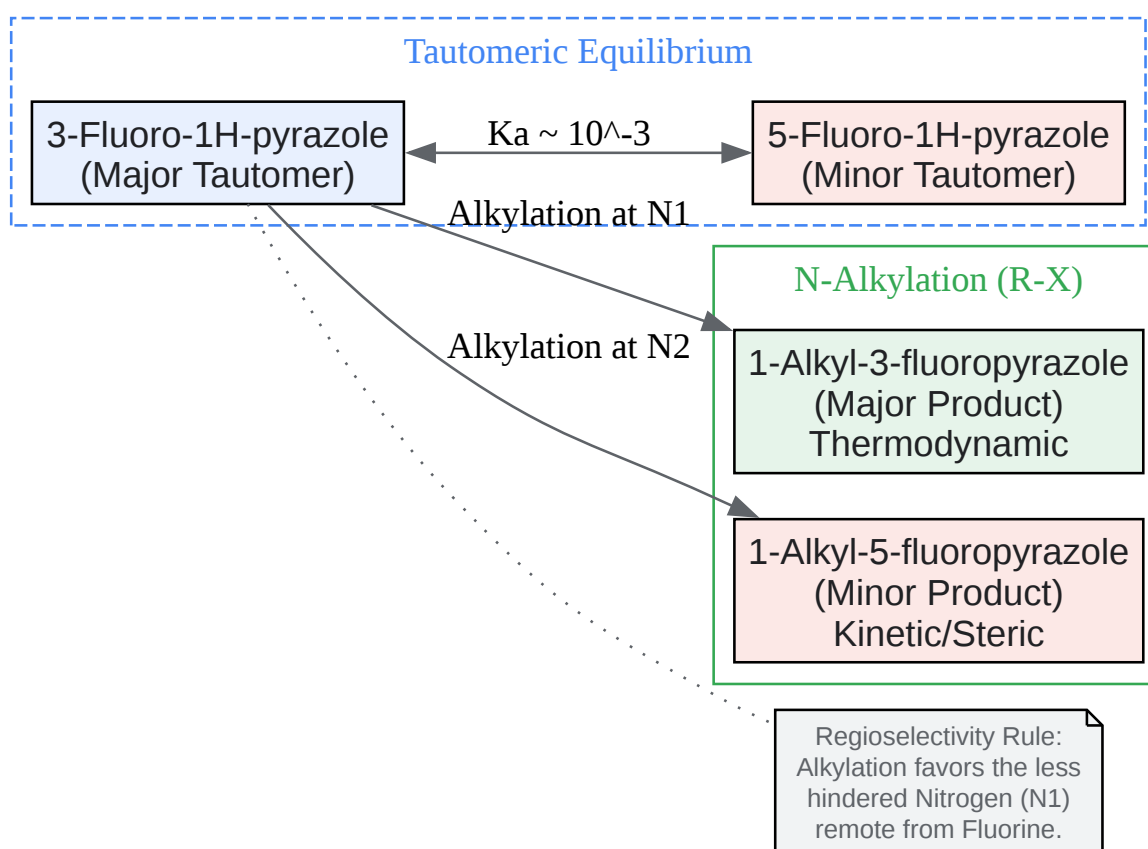 Tautomeric Equilibrium
3-Fluoro-1H-pyrazole
(Major Tautomer)
Ka ~ 10^-3
5-Fluoro-1H-pyrazole
(Minor Tautomer)
Alkylation at N1
N-Alkylation (R-X)
Alkylation at N2
1-Alkyl-3-fluoropyrazole
(Major Product)
Thermodynamic
1-Alkyl-5-fluoropyrazole
(Minor Product)
Kinetic/Steric
Regioselectivity Rule:
Alkylation favors the less
hindered Nitrogen (N1)
remote from Fluorine.